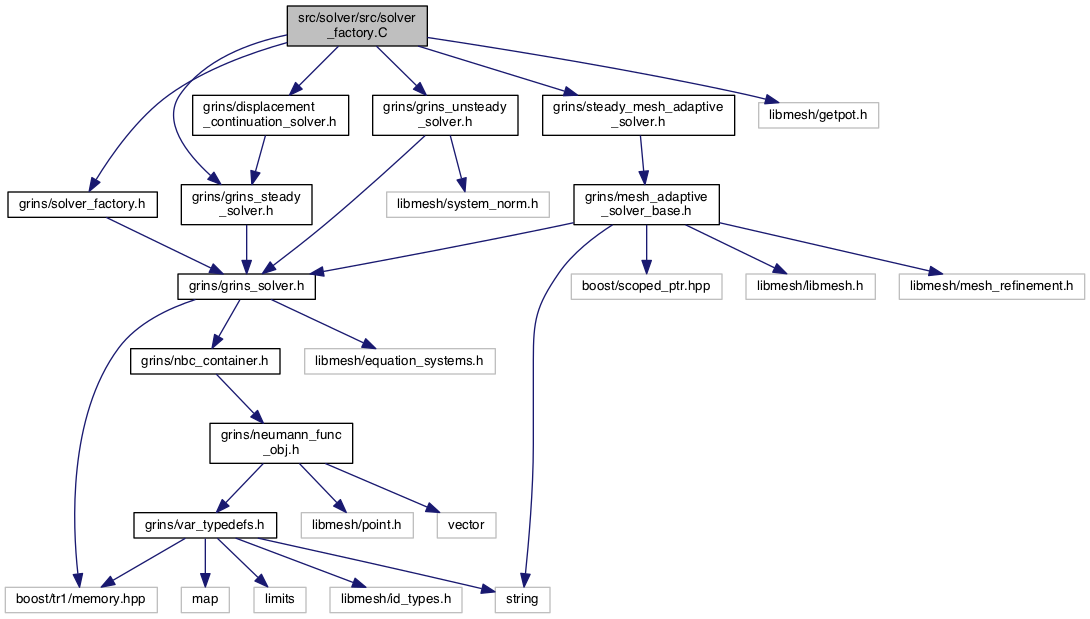 src/solver/src/solver
_factory.C
grins/displacement
_continuation_solver.h
grins/grins_unsteady
_solver.h
grins/steady_mesh_adaptive
_solver.h
libmesh/getpot.h
grins/solver_factory.h
grins/grins_steady
_solver.h
libmesh/system_norm.h
grins/mesh_adaptive
_solver_base.h
grins/grins_solver.h
boost/scoped_ptr.hpp
libmesh/libmesh.h
libmesh/mesh_refinement.h
grins/nbc_container.h
libmesh/equation_systems.h
grins/neumann_func
_obj.h
grins/var_typedefs.h
libmesh/point.h
vector
boost/tr1/memory.hpp
map
limits
libmesh/id_types.h
string